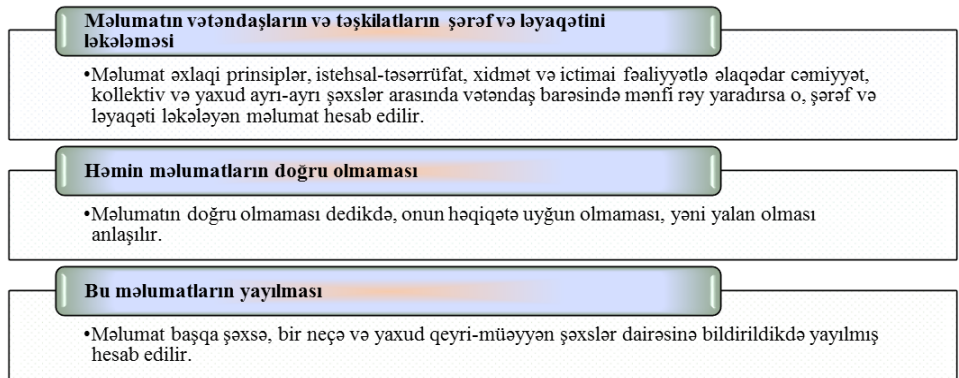 Məlumatın vətəndaşların və təşkilatların şərəf və ləyaqətini
ləkələməsi
•Məlumat əxlaqi prinsiplər, istehsal-təsərrüfat, xidmət və ictimai fəaliyyətlə əlaqədar cəmiyyət,
kollektiv və yaxud ayrı-ayrı şəxslər arasında vətəndaş barəsində mənfi rəy yaradırsa o, şərəf və
ləyaqəti ləkələyən məlumat hesab edilir.
Həmin məlumatların doğru olmaması
•Məlumatın doğru olmaması dedikdə, onun həqiqətə uyğun olmaması, yəni yalan olması
anlaşılır.
Bu məlumatların yayılması
•Məlumat başqa şəxsə, bir neçə və yaxud qeyri-müəyyən şəxslər dairəsinə bildirildikdə yayılmış
hesab edilir.